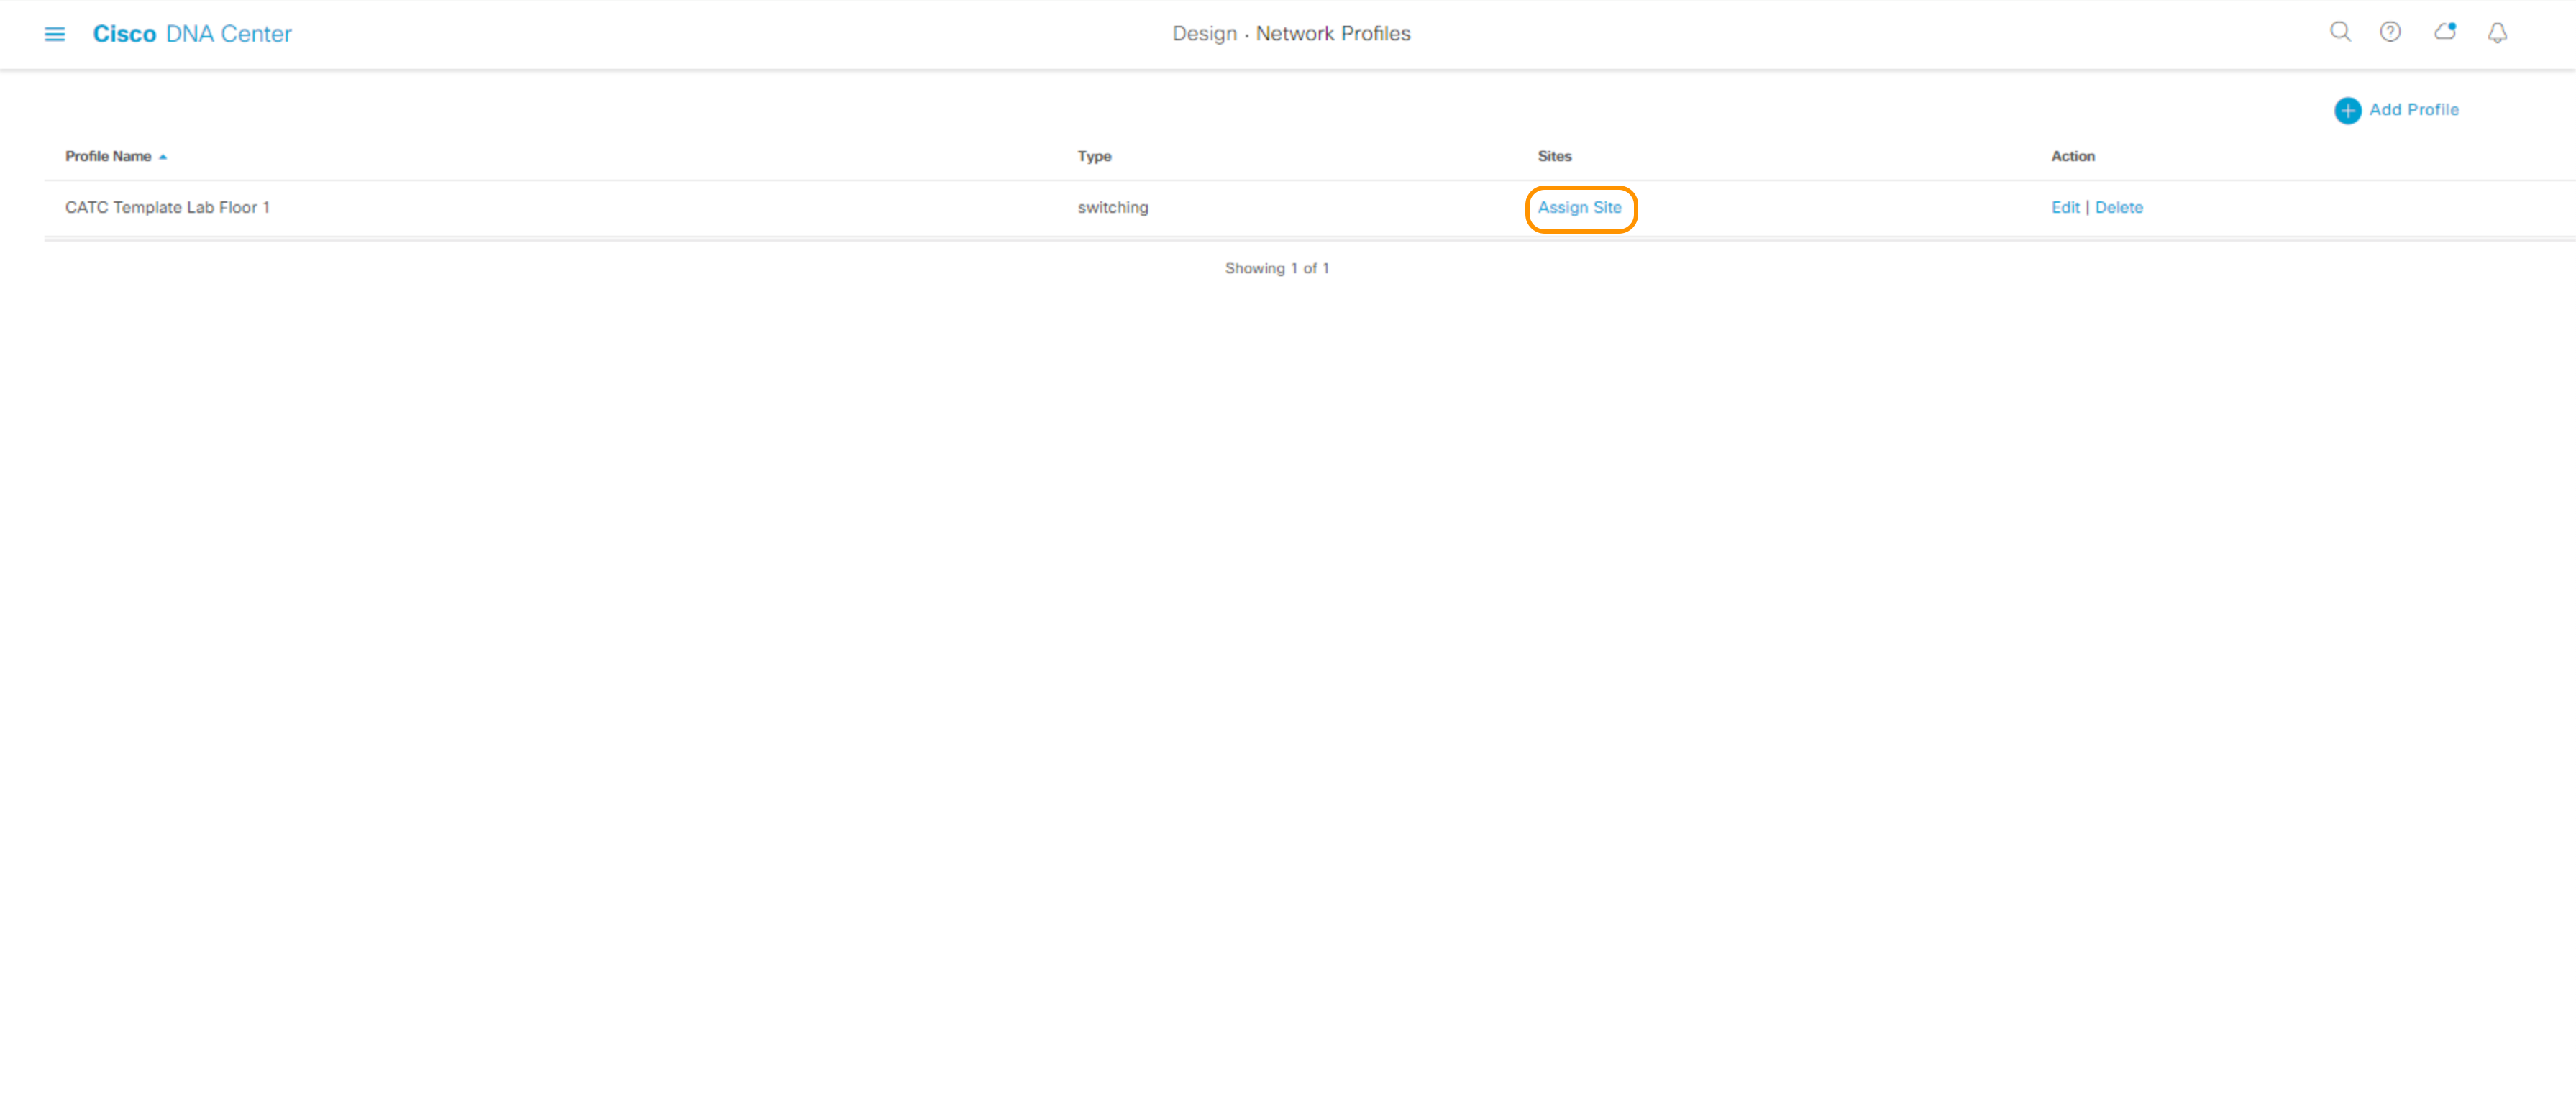 Cisco DNA Center
Design · Network Profiles
Add Profile
Profile Name Type Sites Action
CATC Template Lab Floor 1 switching Assign Site Edit | Delete
Showing 1 of 1